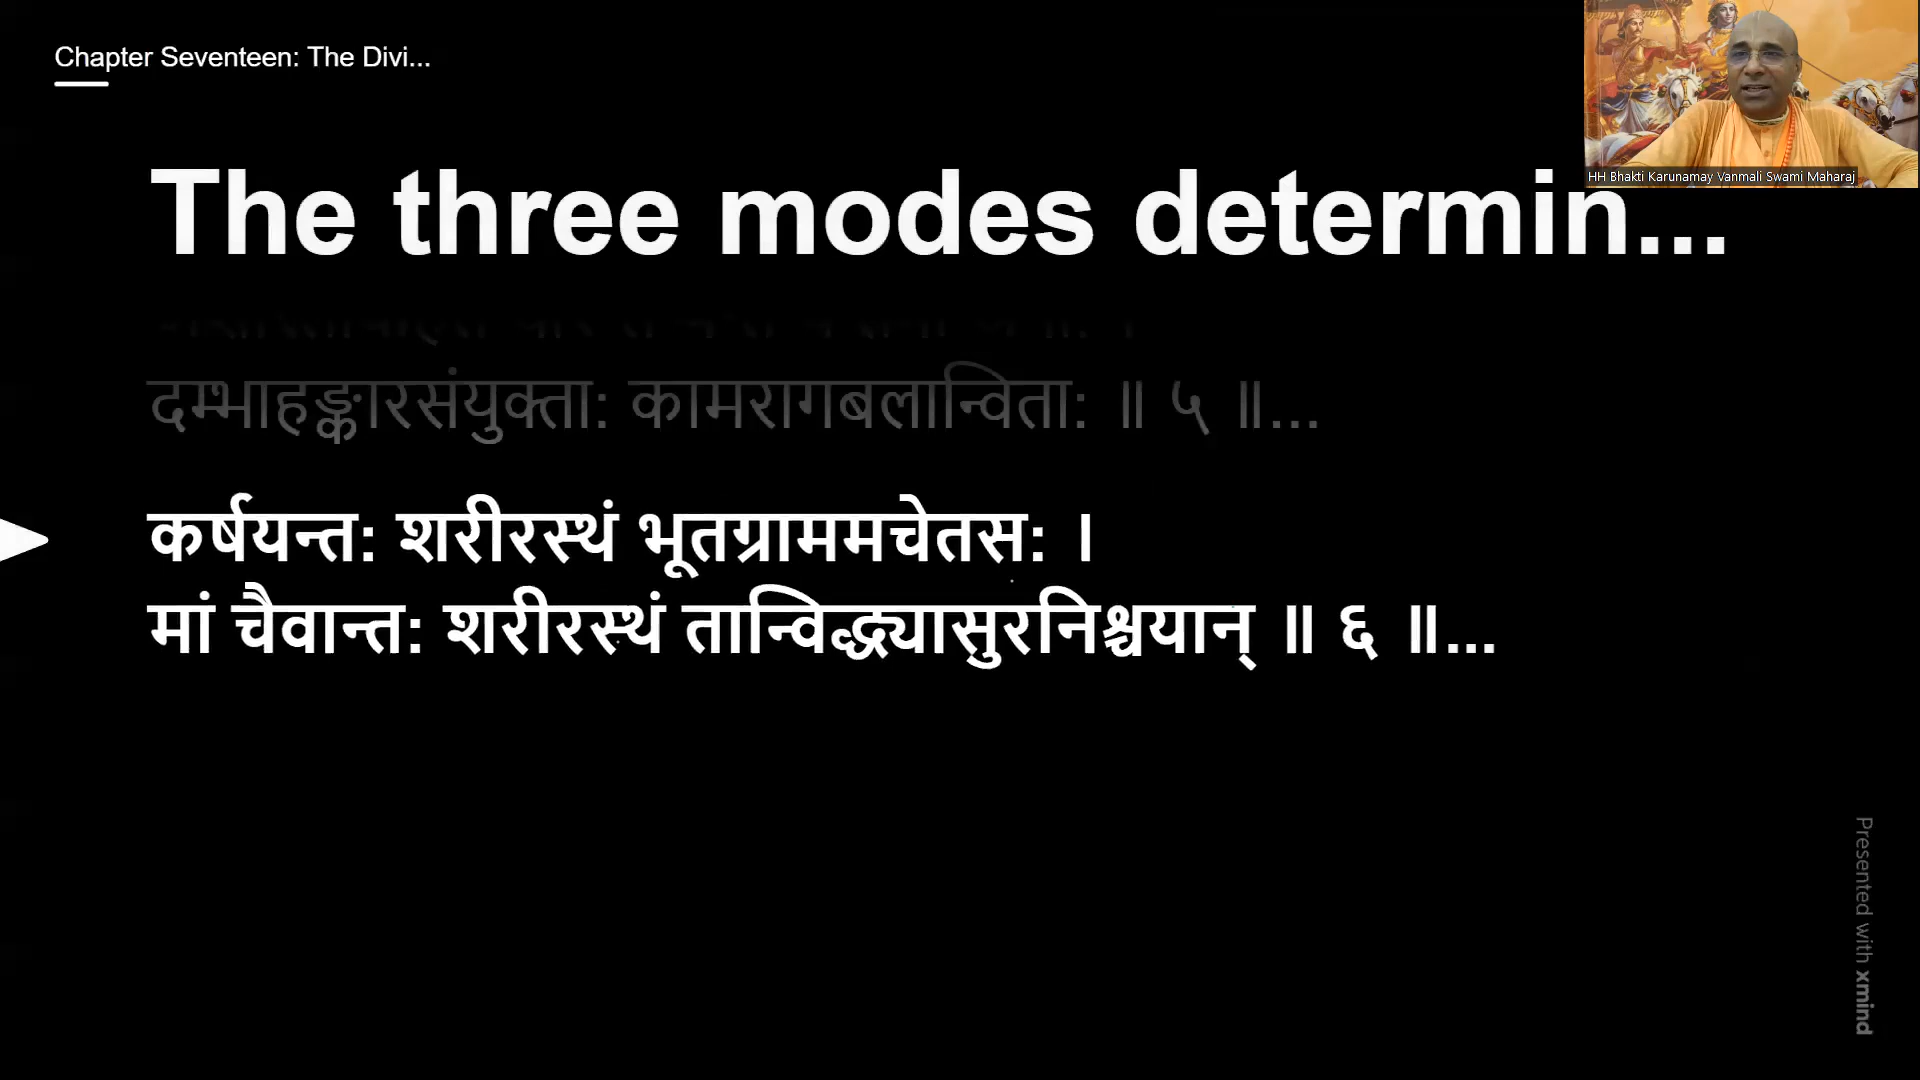 Chapter Seventeen: The Divi...
HH Bhakti Karunamay Vanmali Swami Maharaj
The three modes determin...
दम्भाहङ्कारसंयुक्ता: कामरागबलान्विता: ॥ ५ ॥...
कर्षयन्त: शरीरस्थं भूतग्राममचेतस: ।
मां चैवान्त: शरीरस्थं तान्विद्ध्यासुरनिश्चयान् ॥ ६ ॥...
Presented with xmind